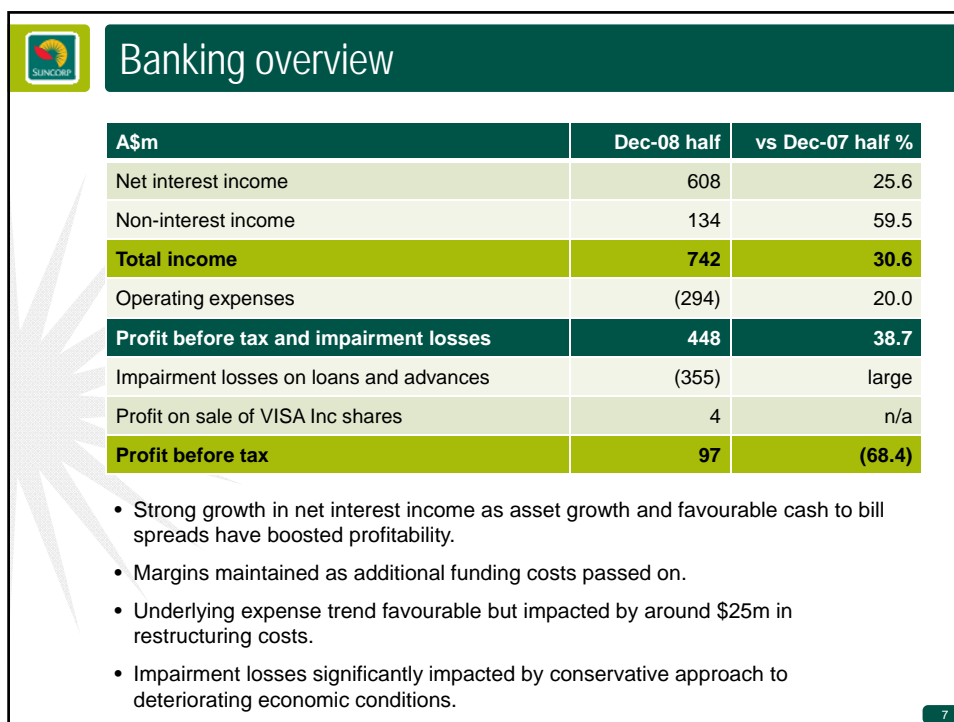 SUNCORP
Banking overview
A$m Dec-08 half vs Dec-07 half %
Net interest income 608 25.6
Non-interest income 134 59.5
Total income 742 30.6
Operating expenses (294) 20.0
Profit before tax and impairment losses 448 38.7
Impairment losses on loans and advances (355) large
Profit on sale of VISA Inc shares 4 n/a
Profit before tax 97 (68.4)
• Strong growth in net interest income as asset growth and favourable cash to bill
spreads have boosted profitability.
• Margins maintained as additional funding costs passed on.
• Underlying expense trend favourable but impacted by around $25m in
restructuring costs.
• Impairment losses significantly impacted by conservative approach to
deteriorating economic conditions.
7